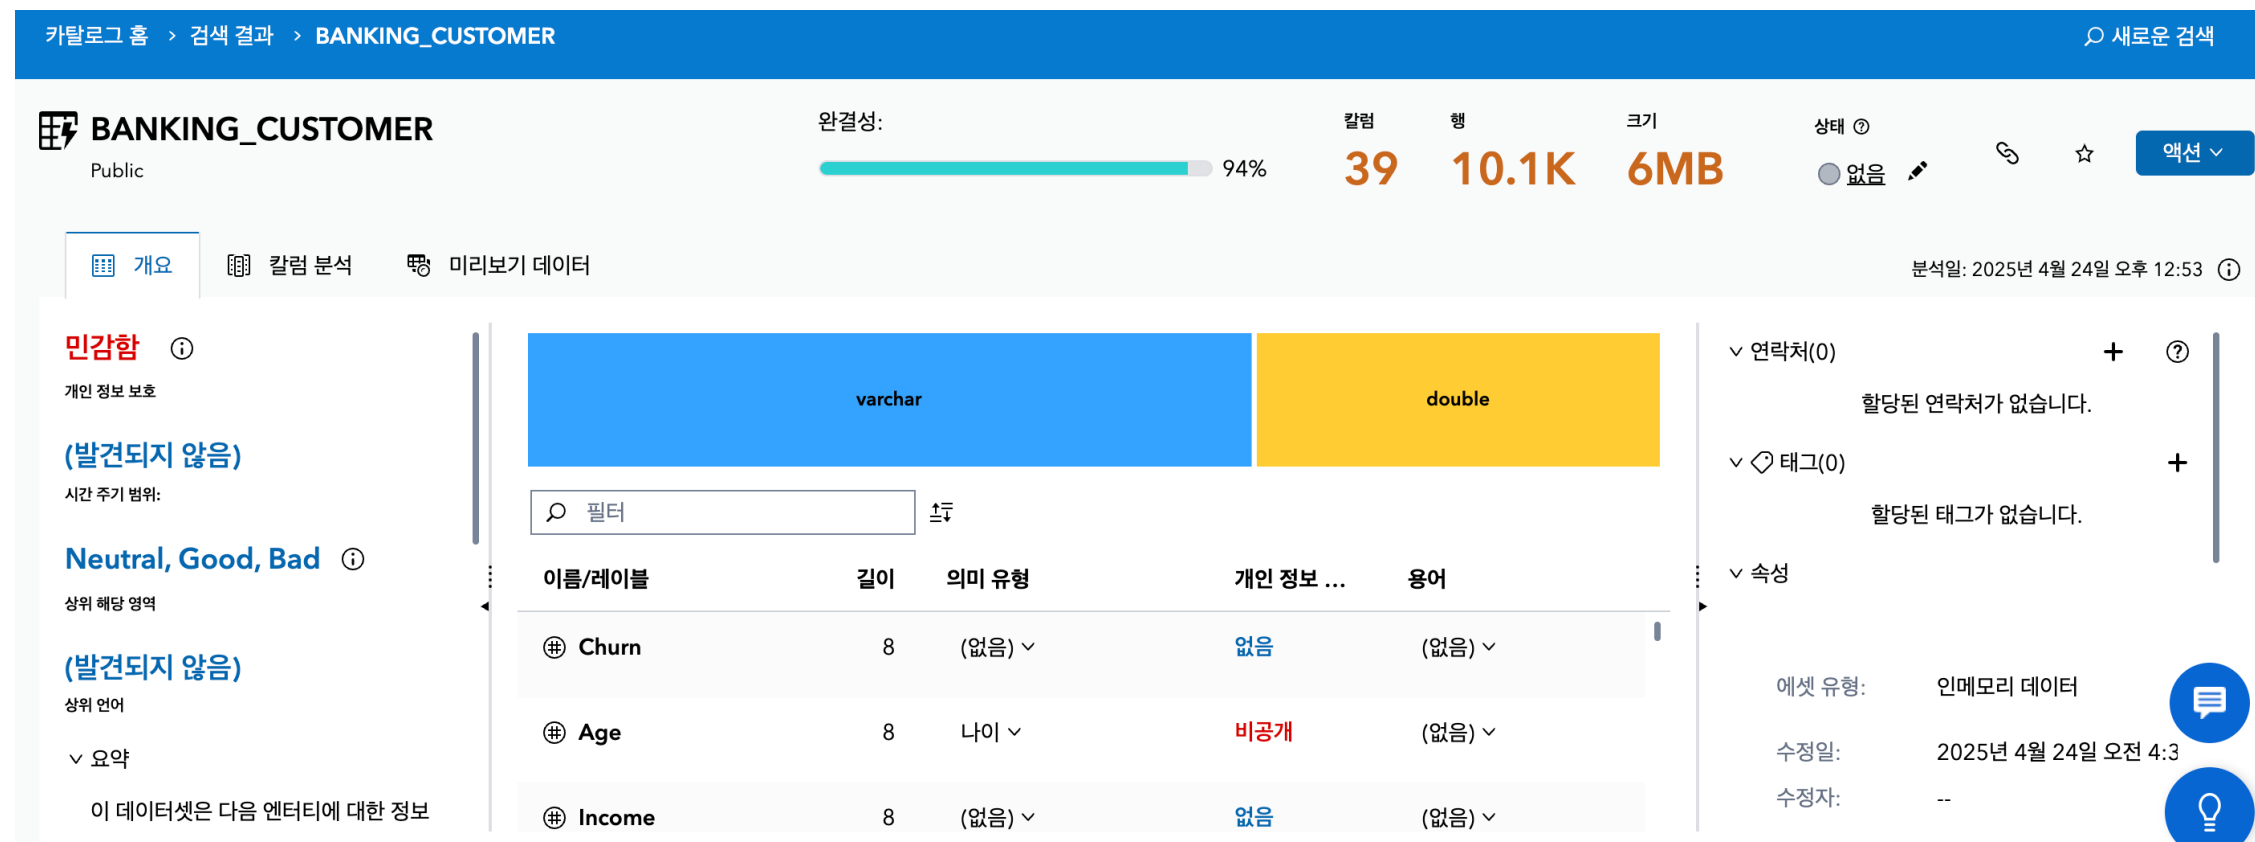 카탈로그 홈 > 검색 결과 > BANKING_CUSTOMER
새로운 검색
BANKING_CUSTOMER
Public
완결성:
94%
칼럼
39
행
10.1K
크기
6MB
상태
없음
액션
개요
칼럼 분석
미리보기 데이터
분석일: 2025년 4월 24일 오후 12:53
민감함
개인 정보 보호
(발견되지 않음)
시간 주기 범위:
Neutral, Good, Bad
상위 해당 영역
(발견되지 않음)
상위 언어
요약
이 데이터셋은 다음 엔터티에 대한 정보
varchar
double
필터
이름/레이블 길이 의미 유형 개인 정보 ... 용어
Churn 8 (없음) 없음 (없음)
Age 8 나이 비공개 (없음)
Income 8 (없음) 없음 (없음)
연락처(0)
할당된 연락처가 없습니다.
태그(0)
할당된 태그가 없습니다.
속성
에셋 유형: 인메모리 데이터
수정일: 2025년 4월 24일 오전 4:3
수정자: --